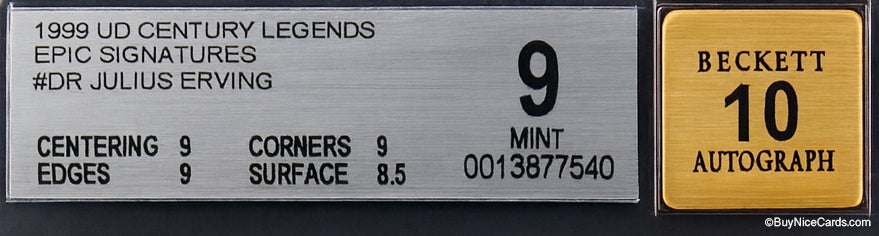 1999 UD CENTURY LEGENDS
EPIC SIGNATURES
#DR JULIUS ERVING
CENTERING 9 CORNERS 9
EDGES 9 SURFACE 8.5
9
MINT
0013877540
BECKETT
10
AUTOGRAPH
©BuyNiceCards.com